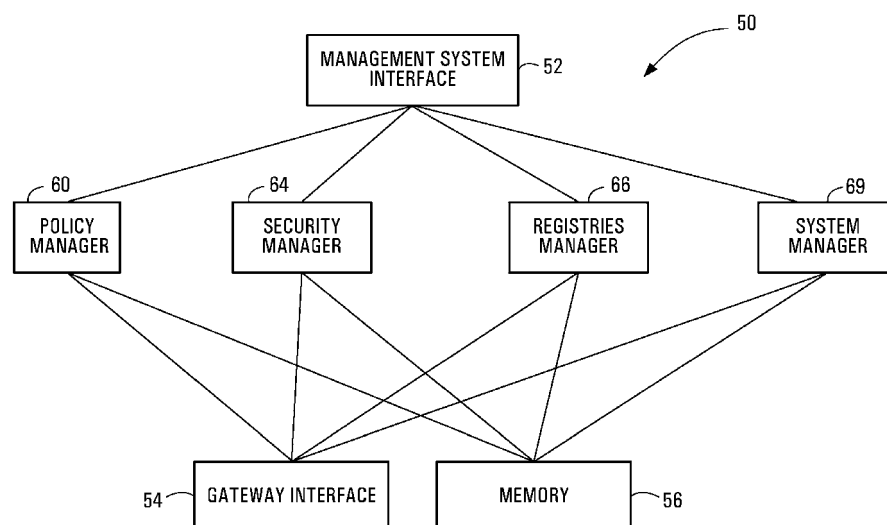 50
MANAGEMENT SYSTEM
INTERFACE
52
60
64
66
69
POLICY
MANAGER
SECURITY
MANAGER
REGISTRIES
MANAGER
SYSTEM
MANAGER
54
GATEWAY INTERFACE
MEMORY
56